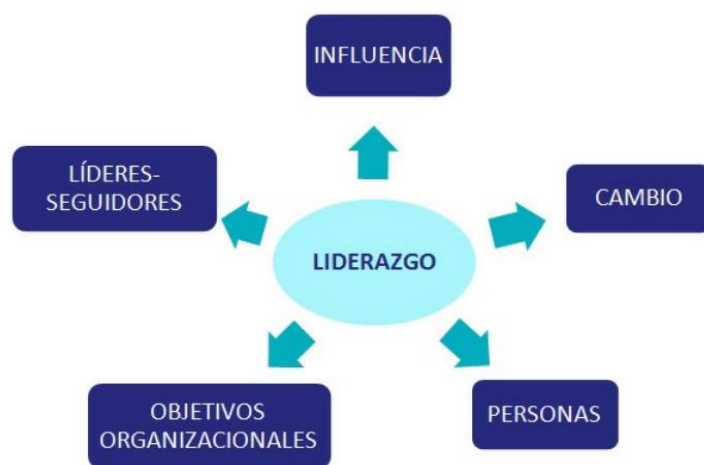 INFLUENCIA
LÍDERES-
SEGUIDORES
CAMBIO
LIDERAZGO
OBJETIVOS
ORGANIZACIONALES
PERSONAS